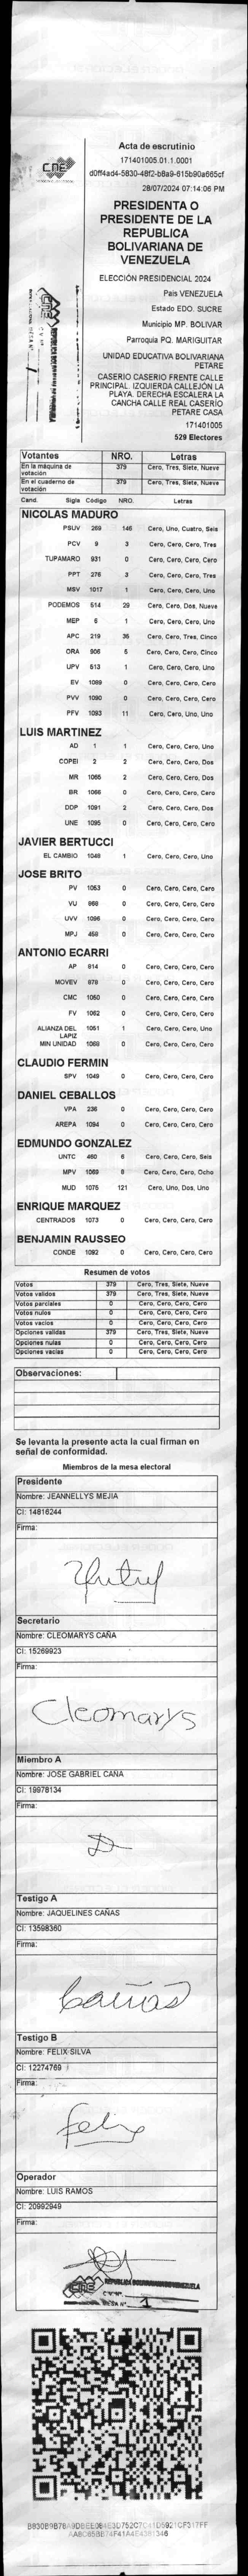 CNE
Acta de escrutinio
171401005.01.1.0001
d0ff4ad4-5830-48f2-b8a9-615b90a665cf
28/07/2024 07:14:06 PM
PRESIDENTA O
PRESIDENTE DE LA
REPUBLICA
BOLIVARIANA DE
VENEZUELA
ELECCIÓN PRESIDENCIAL 2024
Pais VENEZUELA
Estado EDO. SUCRE
Municipio MP. BOLIVAR
Parroquia PQ. MARIGUITAR
UNIDAD EDUCATIVA BOLIVARIANA
PETARE
CASERIO CASERIO FRENTE CALLE
PRINCIPAL. IZQUIERDA CALLEJÓN LA
PLAYA. DERECHA ESCALERA LA
CANCHA CALLE REAL CASERIO
PETARE CASA
171401005
529 Electores
Votantes NRO. Letras
En la máquina de votación 379 Cero, Tres, Siete, Nueve
En el cuaderno de votación 379 Cero, Tres, Siete, Nueve
Cand. Sigla Código NRO. Letras
NICOLAS MADURO
PSUV 269 146 Cero, Uno, Cuatro, Seis
PCV 9 3 Cero, Cero, Cero, Tres
TUPAMARO 931 0 Cero, Cero, Cero, Cero
PPT 276 3 Cero, Cero, Cero, Tres
MSV 1017 1 Cero, Cero, Cero, Uno
PODEMOS 514 29 Cero, Cero, Dos, Nueve
MEP 6 1 Cero, Cero, Cero, Uno
APC 219 35 Cero, Cero, Tres, Cinco
ORA 906 5 Cero, Cero, Cero, Cinco
UPV 513 1 Cero, Cero, Cero, Uno
EV 1089 0 Cero, Cero, Cero, Cero
PVV 1090 0 Cero, Cero, Cero, Cero
PFV 1093 11 Cero, Cero, Uno, Uno
LUIS MARTINEZ
AD 1 1 Cero, Cero, Cero, Uno
COPEI 2 2 Cero, Cero, Cero, Dos
MR 1065 2 Cero, Cero, Cero, Dos
BR 1066 0 Cero, Cero, Cero, Cero
DDP 1091 2 Cero, Cero, Cero, Dos
UNE 1095 0 Cero, Cero, Cero, Cero
JAVIER BERTUCCI
EL CAMBIO 1048 1 Cero, Cero, Cero, Uno
JOSE BRITO
PV 1053 0 Cero, Cero, Cero, Cero
VU 968 0 Cero, Cero, Cero, Cero
UVV 1096 0 Cero, Cero, Cero, Cero
MPJ 458 0 Cero, Cero, Cero, Cero
ANTONIO ECARRI
AP 814 0 Cero, Cero, Cero, Cero
MOVEV 978 0 Cero, Cero, Cero, Cero
CMC 1050 0 Cero, Cero, Cero, Cero
FV 1062 0 Cero, Cero, Cero, Cero
ALIANZA DEL LAPIZ 1051 1 Cero, Cero, Cero, Uno
MIN UNIDAD 1068 0 Cero, Cero, Cero, Cero
CLAUDIO FERMIN
SPV 1049 0 Cero, Cero, Cero, Cero
DANIEL CEBALLOS
VPA 236 0 Cero, Cero, Cero, Cero
AREPA 1094 0 Cero, Cero, Cero, Cero
EDMUNDO GONZALEZ
UNTC 460 6 Cero, Cero, Cero, Seis
MPV 1069 8 Cero, Cero, Cero, Ocho
MUD 1075 121 Cero, Uno, Dos, Uno
ENRIQUE MARQUEZ
CENTRADOS 1073 0 Cero, Cero, Cero, Cero
BENJAMIN RAUSSEO
CONDE 1092 0 Cero, Cero, Cero, Cero
Resumen de votos
Votos 379 Cero, Tres, Siete, Nueve
Votos validos 379 Cero, Tres, Siete, Nueve
Votos parciales 0 Cero, Cero, Cero, Cero
Votos nulos 0 Cero, Cero, Cero, Cero
Votos vacios 0 Cero, Cero, Cero, Cero
Opciones validas 379 Cero, Tres, Siete, Nueve
Opciones nulas 0 Cero, Cero, Cero, Cero
Opciones vacias 0 Cero, Cero, Cero, Cero
Observaciones:
Se levanta la presente acta la cual firman en
señal de conformidad.
Miembros de la mesa electoral
Presidente
Nombre: JEANNELLYS MEJIA
CI: 14816244
Firma:
Secretario
Nombre: CLEOMARYS CAÑA
CI: 15269923
Firma:
Cleomarys
Miembro A
Nombre: JOSE GABRIEL CAÑA
CI: 19978134
Firma:
Testigo A
Nombre: JAQUELINES CAÑAS
CI: 13598360
Firma:
Cañas
Testigo B
Nombre: FELIX SILVA
CI: 12274769
Firma:
Felix
Operador
Nombre: LUIS RAMOS
CI: 20992949
Firma:
CNE
REPUBLICA BOLIVARIANA DE VENEZUELA
MESA Nº 1